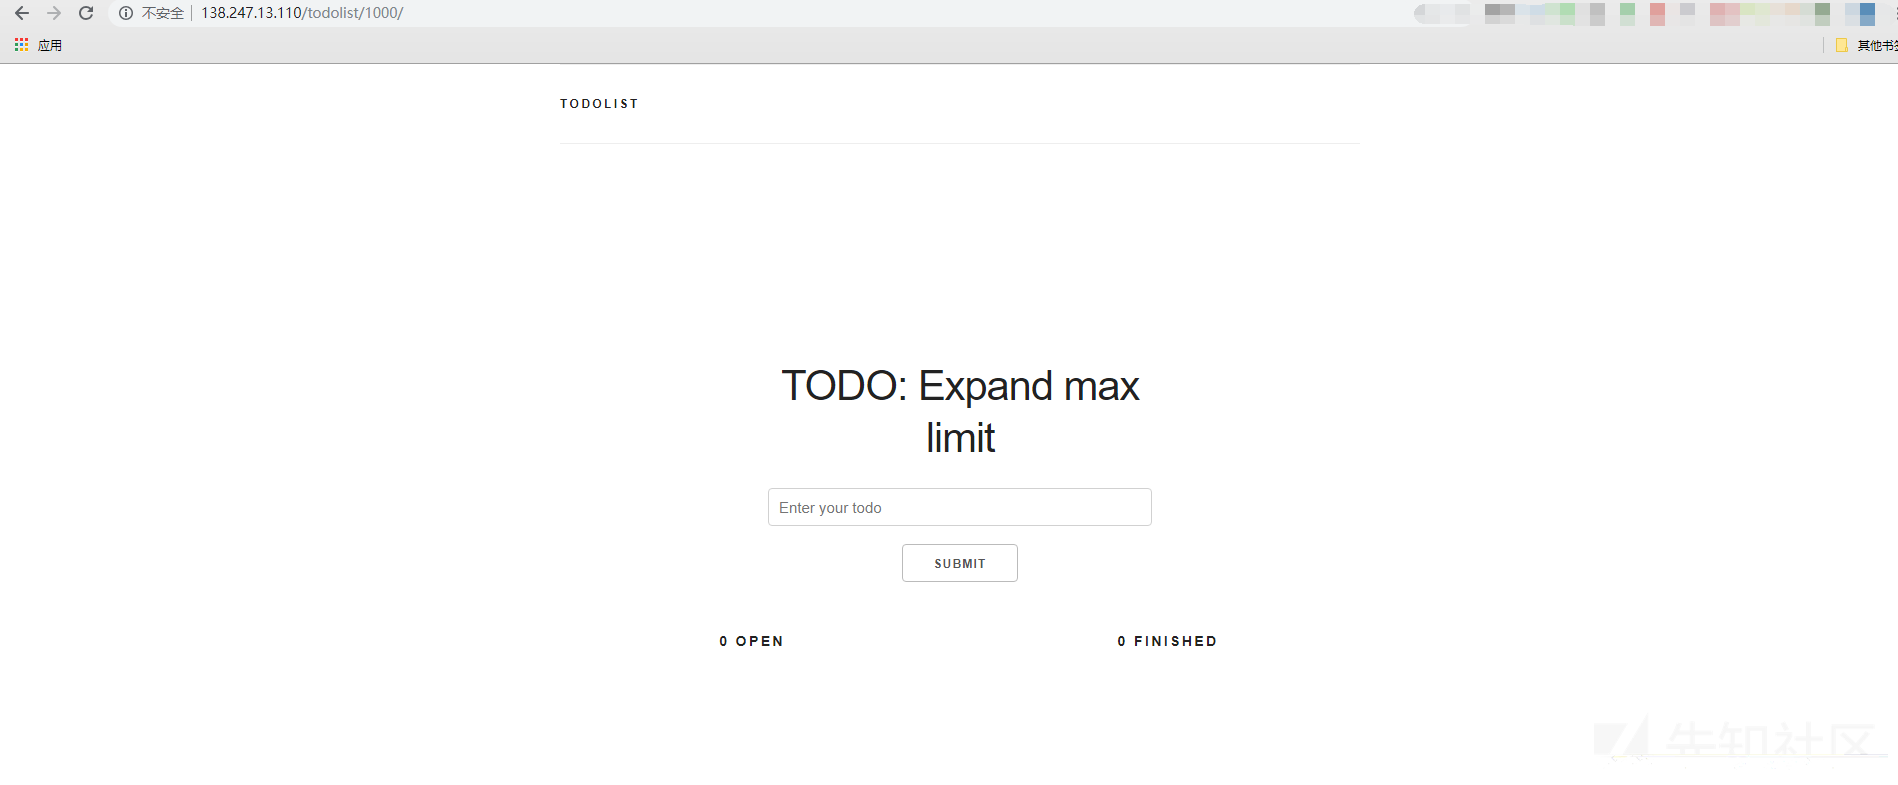 不安全 138.247.13.110/todolist/1000/
应用
其他书签
TODOLIST
TODO: Expand max
limit
Enter your todo
SUBMIT
0 OPEN 0 FINISHED
先知社区